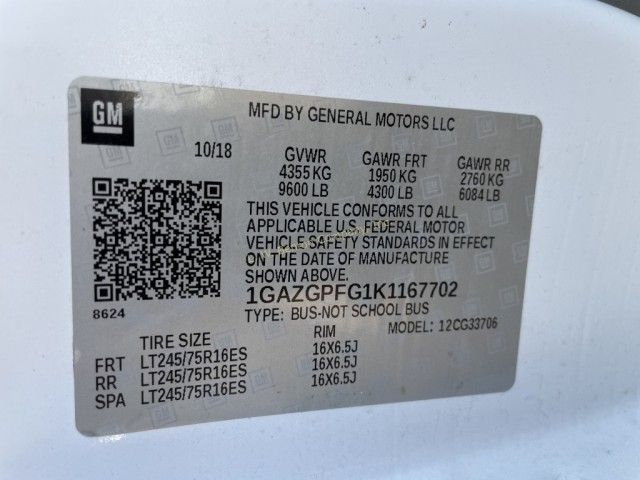 GM
MFD BY GENERAL MOTORS LLC
10/18 GVWR GAWR FRT GAWR RR
4355 KG 1950 KG 2760 KG
9600 LB 4300 LB 6084 LB
THIS VEHICLE CONFORMS TO ALL
APPLICABLE U.S. FEDERAL MOTOR
VEHICLE SAFETY STANDARDS IN EFFECT
ON THE DATE OF MANUFACTURE
SHOWN ABOVE.
1GAZGPFG1K1167702
8624 TYPE: BUS-NOT SCHOOL BUS MODEL: 12CG33706
TIRE SIZE RIM
FRT LT245/75R16ES 16X6.5J
RR LT245/75R16ES 16X6.5J
SPA LT245/75R16ES 16X6.5J